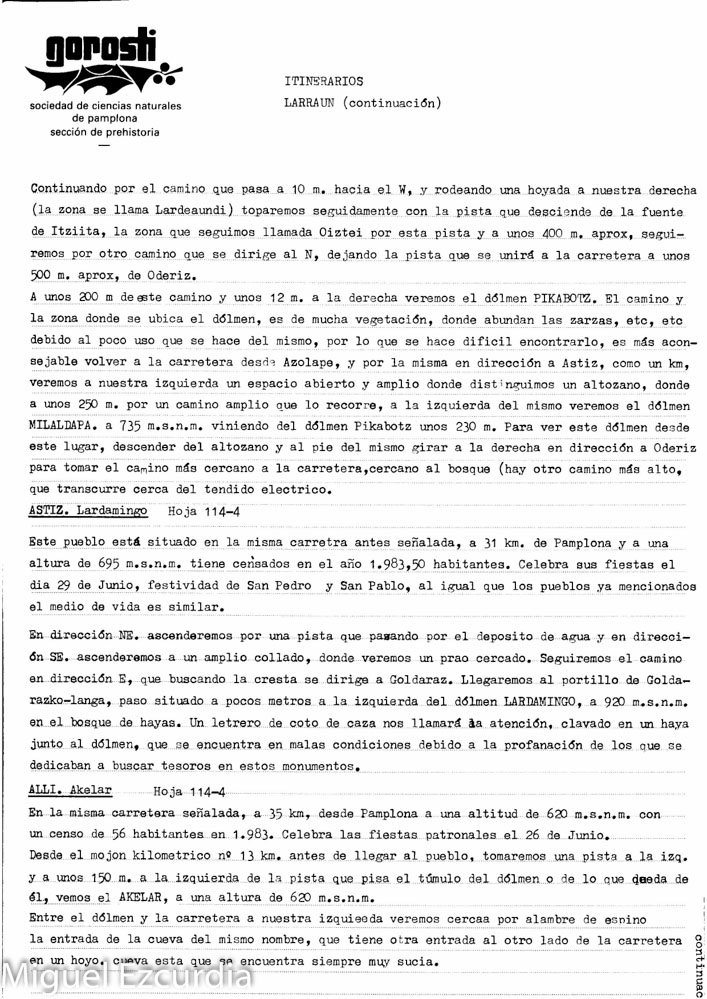 gorosti
sociedad de ciencias naturales
de pamplona
sección de prehistoria
ITINERARIOS
LARRAUN (continuación)
Continuando por el camino que pasa a 10 m. hacia el W, y rodeando una hoyada a nuestra derecha
(la zona se llama Lardeaundi) toparemos seguidamente con la pista que desciende de la fuente
de Itziita, la zona que seguimos llamada Oiztei por esta pista y a unos 400 m. aprox, segui-
remos por otro camino que se dirige al N, dejando la pista que se unirá a la carretera a unos
500 m. aprox, de Oderiz.
A unos 200 m de este camino y unos 12 m. a la derecha veremos el dólmen PIKABOTZ. El camino y
la zona donde se ubica el dólmen, es de mucha vegetación, donde abundan las zarzas, etc, etc
debido al poco uso que se hace del mismo, por lo que se hace dificil encontrarlo, es más acon-
sejable volver a la carretera desde Azolape, y por la misma en dirección a Astiz, como un km,
veremos a nuestra izquierda un espacio abierto y amplio donde distinguimos un altozano, donde
a unos 250 m. por un camino amplio que lo recorre, a la izquierda del mismo veremos el dólmen
MILALDAPA. a 735 m.s.n.m. viniendo del dólmen Pikabotz unos 230 m. Para ver este dólmen desde
este lugar, descender del altozano y al pie del mismo girar a la derecha en dirección a Oderiz
para tomar el camino más cercano a la carretera,cercano al bosque (hay otro camino más alto,
que transcurre cerca del tendido electrico.
ASTIZ. Lardamingo Hoja 114-4
Este pueblo está situado en la misma carretra antes señalada, a 31 km. de Pamplona y a una
altura de 695 m.s.n.m. tiene censados en el año 1.983,50 habitantes. Celebra sus fiestas el
dia 29 de Junio, festividad de San Pedro y San Pablo, al igual que los pueblos ya mencionados
el medio de vida es similar.
En dirección NE. ascenderemos por una pista que pasando por el deposito de agua y en direcci-
ón SE. ascenderemos a un amplio collado, donde veremos un prao cercado. Seguiremos el camino
en dirección E, que buscando la cresta se dirige a Goldaraz. Llegaremos al portillo de Golda-
razko-langa, paso situado a pocos metros a la izquierda del dólmen LARDAMINGO, a 920 m.s.n.m.
en el bosque de hayas. Un letrero de coto de caza nos llamará la atención, clavado en un haya
junto al dólmen, que se encuentra en malas condiciones debido a la profanación de los que se
dedicaban a buscar tesoros en estos monumentos.
ALLI. Akelar Hoja 114-4
En la misma carretera señalada, a 35 km, desde Pamplona a una altitud de 620 m.s.n.m. con
un censo de 56 habitantes en 1.983. Celebra las fiestas patronales el 26 de Junio.
Desde el mojon kilometrico nº 13 km. antes de llegar al pueblo, tomaremos una pista a la izq.
y a unos 150 m. a la izquierda de la pista que pisa el túmulo del dólmen o de lo que queda de
él, vemos el AKELAR, a una altura de 620 m.s.n.m.
Entre el dólmen y la carretera a nuestra izquieoda veremos cercaa por alambre de espino
la entrada de la cueva del mismo nombre, que tiene otra entrada al otro lado de la carretera
en un hoyo. cueva esta que se encuentra siempre muy sucia.
continuac
Miguel Ezcurdia